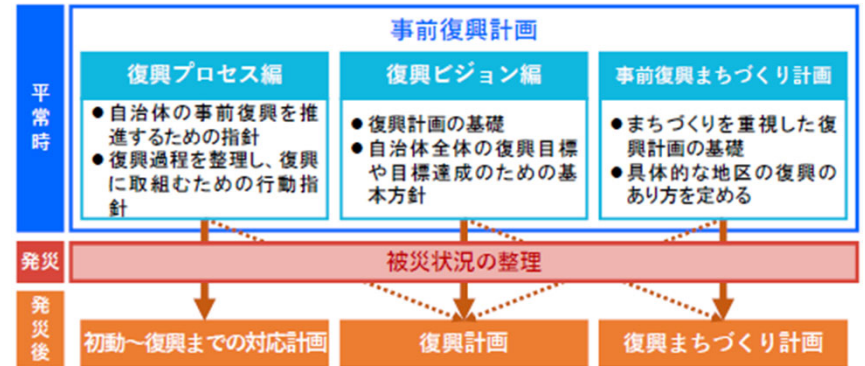 平常時
事前復興計画
復興プロセス編
●自治体の事前復興を推
進するための指針
●復興過程を整理し、復興
に取組むための行動指
針
復興ビジョン編
●復興計画の基礎
●自治体全体の復興目標
や目標達成のための基
本方針
事前復興まちづくり計画
●まちづくりを重視した復
興計画の基礎
●具体的な地区の復興の
あり方を定める
発災
被災状況の整理
発災後
初動～復興までの対応計画
復興計画
復興まちづくり計画